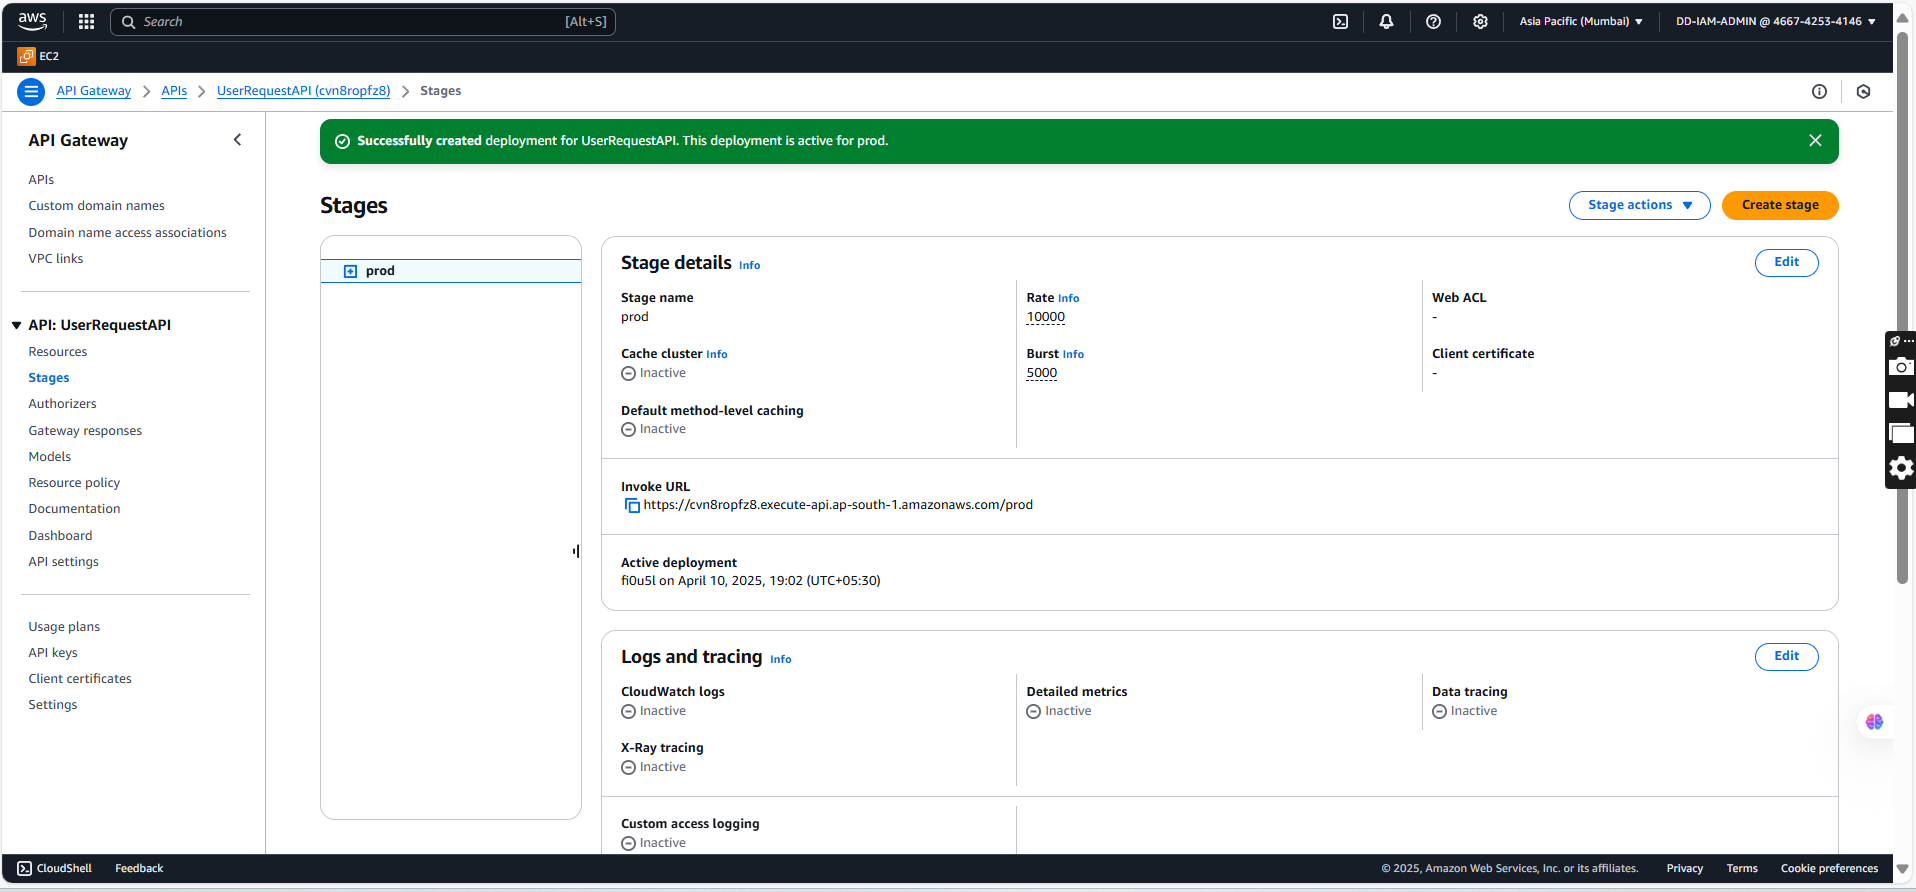 aws
Search [Alt+S]
Asia Pacific (Mumbai) ▼
DD-IAM-ADMIN @ 4667-4253-4146 ▼
EC2
API Gateway > APIs > UserRequestAPI (cvn8ropfz8) > Stages
API Gateway
APIs
Custom domain names
Domain name access associations
VPC links
API: UserRequestAPI
Resources
Stages
Authorizers
Gateway responses
Models
Resource policy
Documentation
Dashboard
API settings
Usage plans
API keys
Client certificates
Settings
Successfully created deployment for UserRequestAPI. This deployment is active for prod.
Stages
Stage actions ▼
Create stage
prod
Stage details Info
Edit
Stage name
prod
Rate Info
10000
Web ACL
-
Cache cluster Info
Inactive
Burst Info
5000
Client certificate
-
Default method-level caching
Inactive
Invoke URL
https://cvn8ropfz8.execute-api.ap-south-1.amazonaws.com/prod
Active deployment
fi0u5l on April 10, 2025, 19:02 (UTC+05:30)
Logs and tracing Info
Edit
CloudWatch logs
Inactive
Detailed metrics
Inactive
Data tracing
Inactive
X-Ray tracing
Inactive
Custom access logging
Inactive
CloudShell
Feedback
© 2025, Amazon Web Services, Inc. or its affiliates.
Privacy
Terms
Cookie preferences